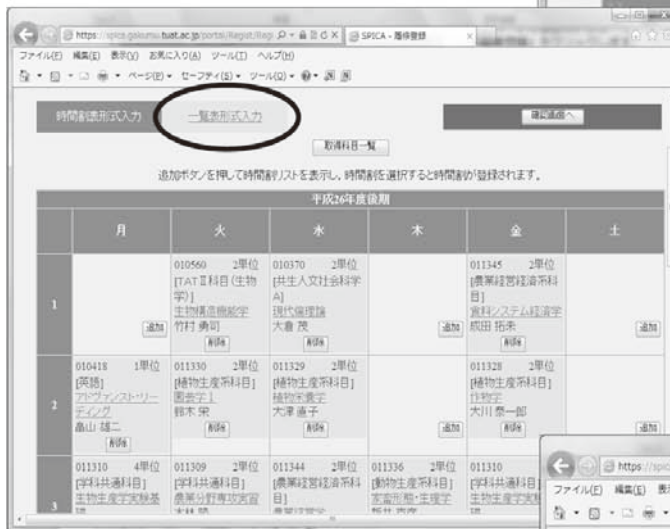 https://spica.gakumu.tuat.ac.jp/portal/Regist/Regi
SPICA - 履修登録
ファイル(F) 編集(E) 表示(V) お気に入り(A) ツール(T) ヘルプ(H)
ページ(P) セーフティ(S) ツール(O)
時間割表形式入力 一覧表形式入力 確認画面へ
取得科目一覧
追加ボタンを押して時間割リストを表示し、時間割を選択すると時間割が登録されます。
平成26年度後期
月 火 水 木 金 土
1
追加
010560 2単位
[TATⅡ科目(生物学)]
生物構造機能学
竹村 勇司
削除
010370 2単位
[共生人文社会科学A]
現代倫理論
大倉 茂
削除
追加
011345 2単位
[農業経営経済系科目]
食料システム経済学
成田 拓未
削除
追加
2
010418 1単位
[英語]
アドヴァンスト・リーディング
畠山 雄二
削除
011330 2単位
[植物生産系科目]
園芸学Ⅰ
鈴木 栄
削除
011329 2単位
[植物生産系科目]
植物栄養学
大津 直子
削除
追加
011328 2単位
[植物生産系科目]
作物学
大川 泰一郎
削除
追加
3
011310 4単位
[学科共通科目]
生物生産学実験基
011309 2単位
[学科共通科目]
農業分野専攻実習
011344 2単位
[農業経営経済系科目]
011336 2単位
[動物生産系科目]
家畜形態・生理学
011310
[学科共通科目]
生物生産学実験
https://spic
ファイル(F) 編集(E) 表